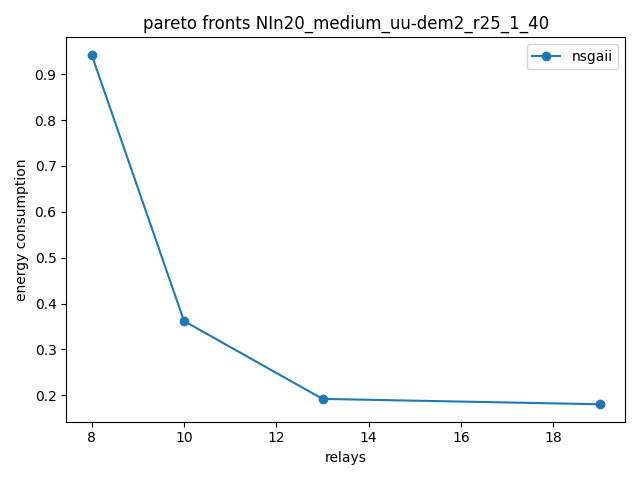 pareto fronts NIn20_medium_uu-dem2_r25_1_40
nsgaii
energy consumption
0.9
0.8
0.7
0.6
0.5
0.4
0.3
0.2
8 10 12 14 16 18
relays